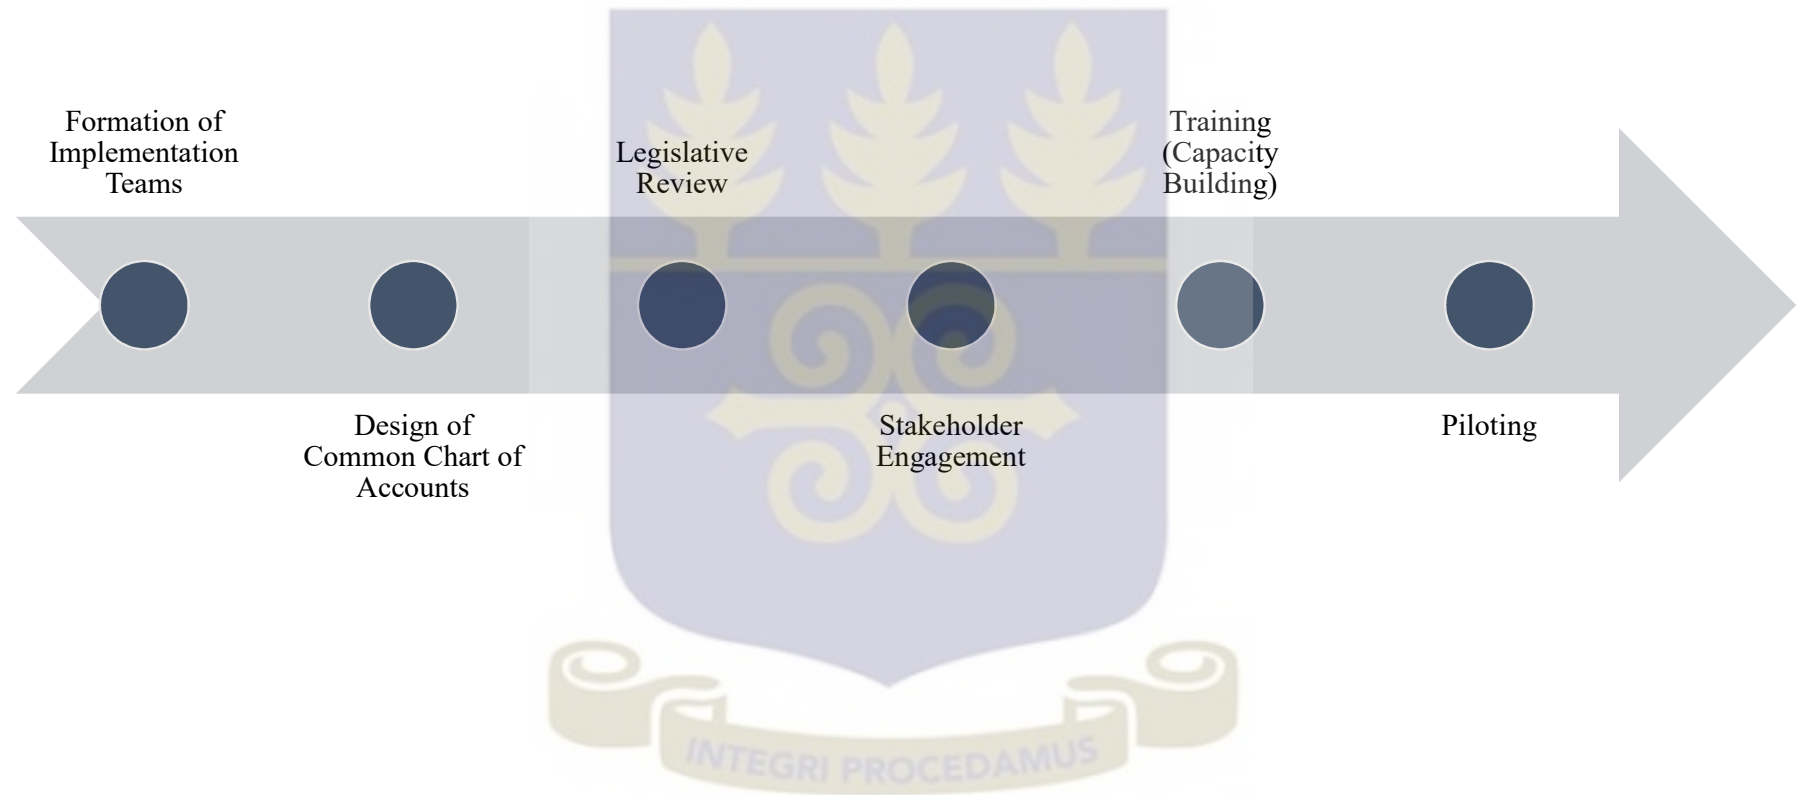 Formation of
Implementation
Teams
Design of
Common Chart of
Accounts
Legislative
Review
Stakeholder
Engagement
Training
(Capacity
Building)
Piloting
INTEGRI PROCEDAMUS